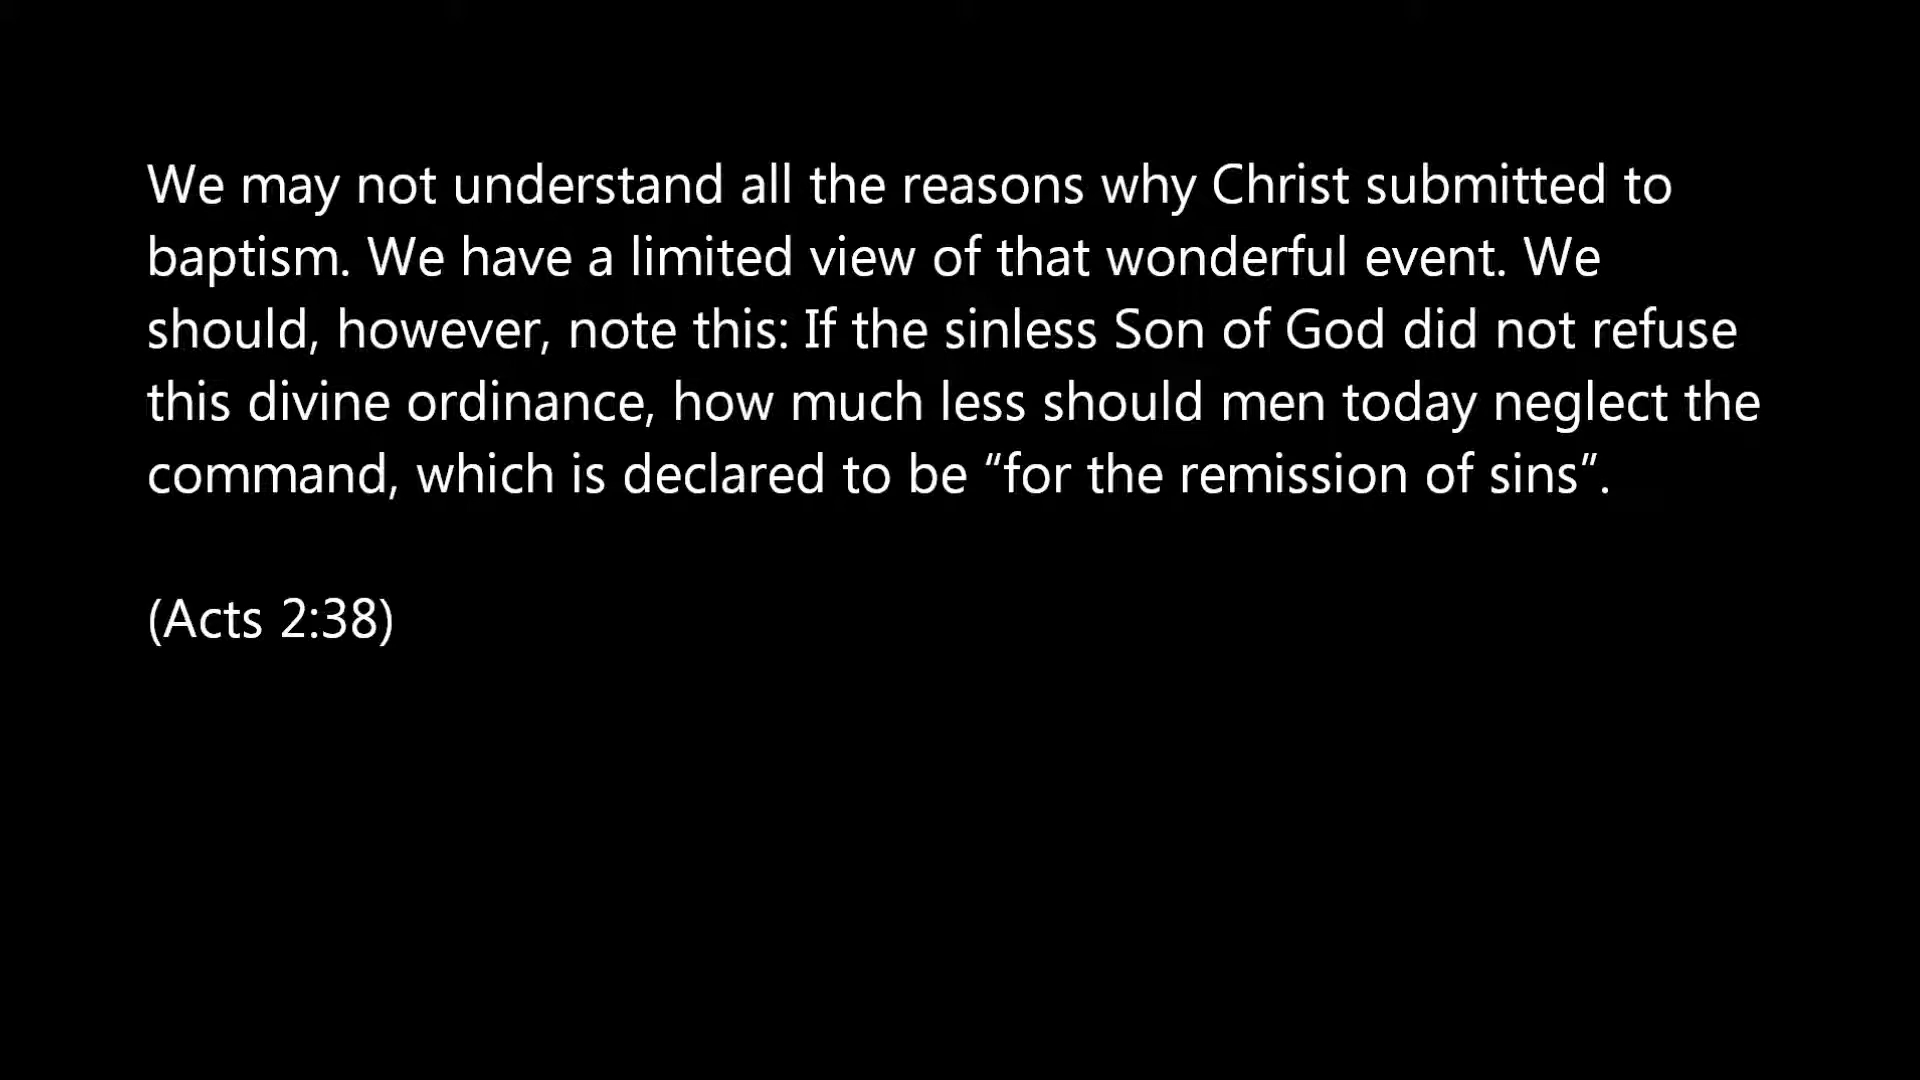 We may not understand all the reasons why Christ submitted to
baptism. We have a limited view of that wonderful event. We
should, however, note this: If the sinless Son of God did not refuse
this divine ordinance, how much less should men today neglect the
command, which is declared to be “for the remission of sins”.
(Acts 2:38)